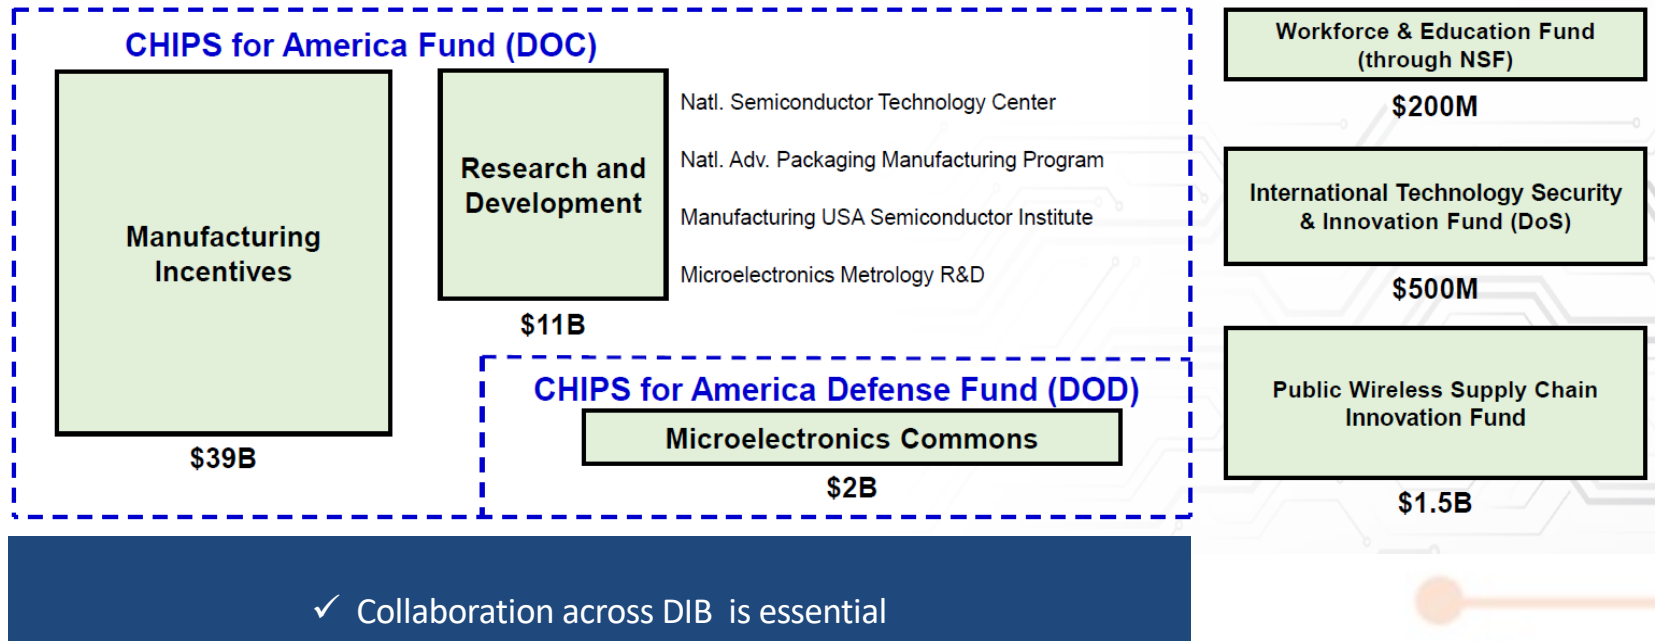 CHIPS for America Fund (DOC)
Manufacturing
Incentives
$39B
Research and
Development
$11B
Natl. Semiconductor Technology Center
Natl. Adv. Packaging Manufacturing Program
Manufacturing USA Semiconductor Institute
Microelectronics Metrology R&D
CHIPS for America Defense Fund (DOD)
Microelectronics Commons
$2B
Workforce & Education Fund
(through NSF)
$200M
International Technology Security
& Innovation Fund (DoS)
$500M
Public Wireless Supply Chain
Innovation Fund
$1.5B
✓ Collaboration across DIB is essential